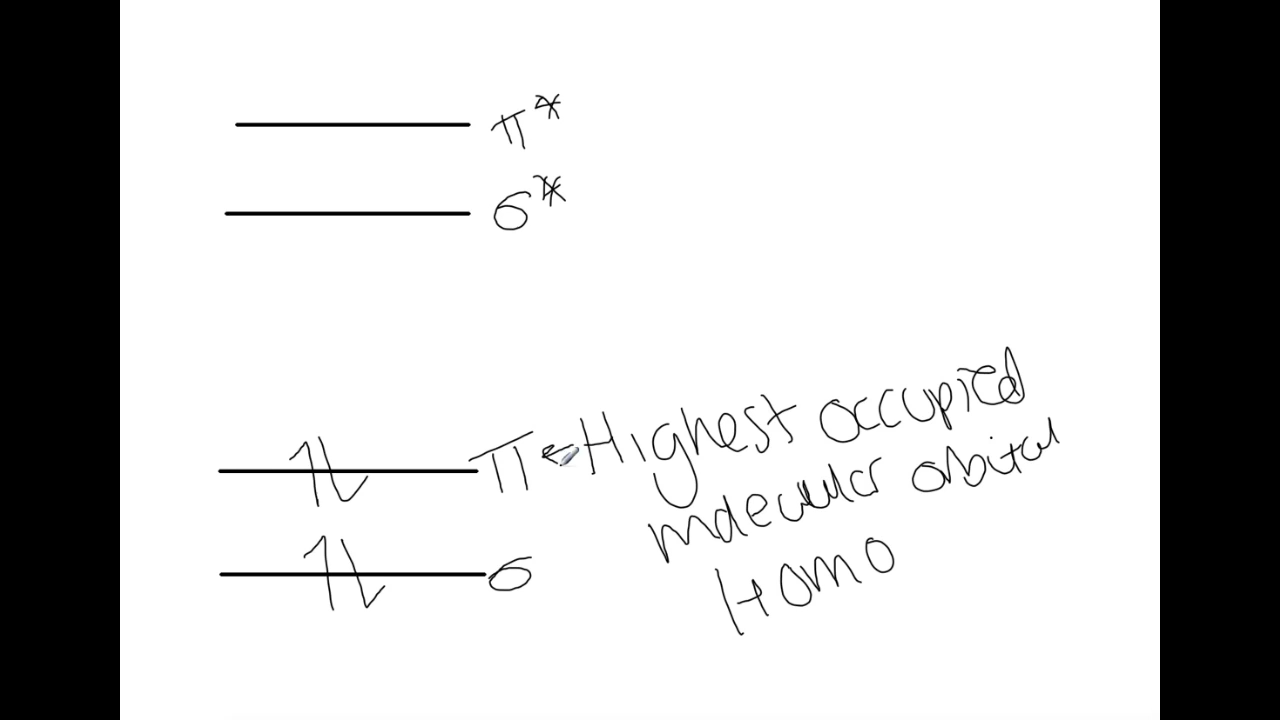 π*
σ*
π ← Highest occupied
molecular orbital
HOMO
σ